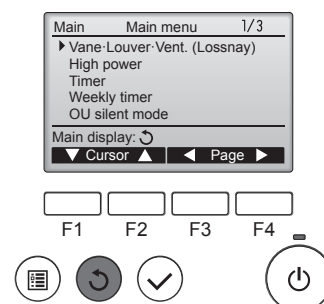 Main Main menu 1/3
Vane·Louver·Vent. (Lossnay)
High power
Timer
Weekly timer
OU silent mode
Main display:
Cursor Page
F1 F2 F3 F4